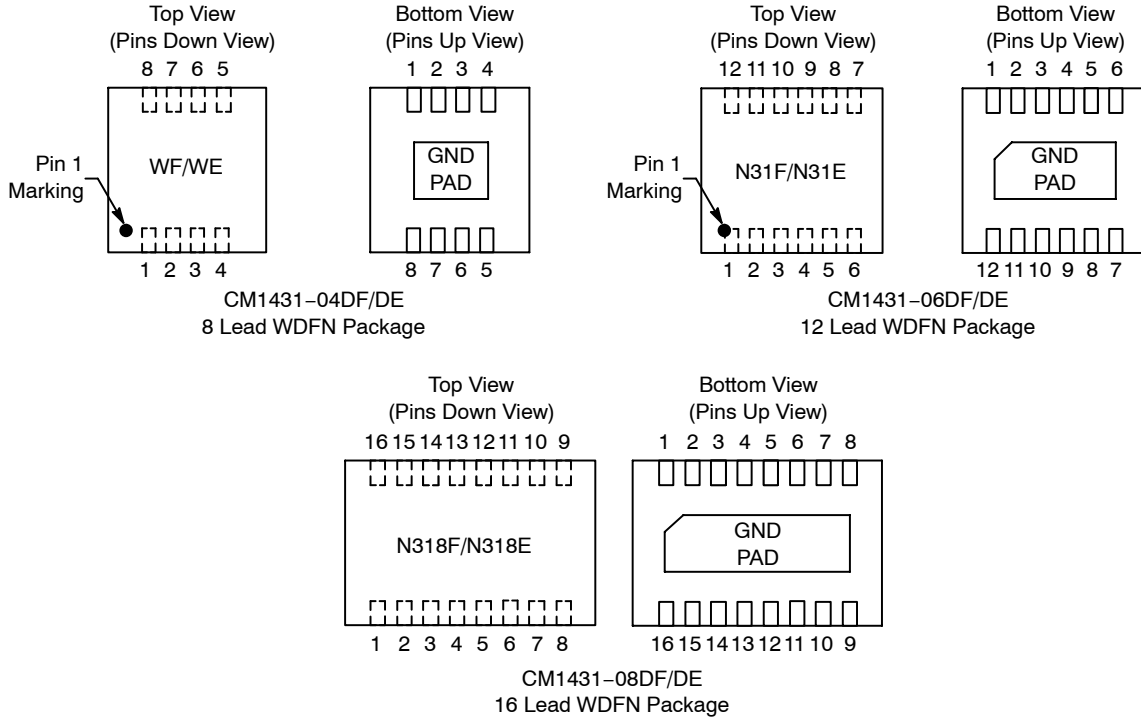 Top View
(Pins Down View)
8 7 6 5
WF/WE
Pin 1
Marking
1 2 3 4
Bottom View
(Pins Up View)
1 2 3 4
GND
PAD
8 7 6 5
CM1431−04DF/DE
8 Lead WDFN Package
Top View
(Pins Down View)
12 11 10 9 8 7
N31F/N31E
Pin 1
Marking
1 2 3 4 5 6
Bottom View
(Pins Up View)
1 2 3 4 5 6
GND
PAD
12 11 10 9 8 7
CM1431−06DF/DE
12 Lead WDFN Package
Top View
(Pins Down View)
16 15 14 13 12 11 10 9
N318F/N318E
1 2 3 4 5 6 7 8
Bottom View
(Pins Up View)
1 2 3 4 5 6 7 8
GND
PAD
16 15 14 13 12 11 10 9
CM1431−08DF/DE
16 Lead WDFN Package